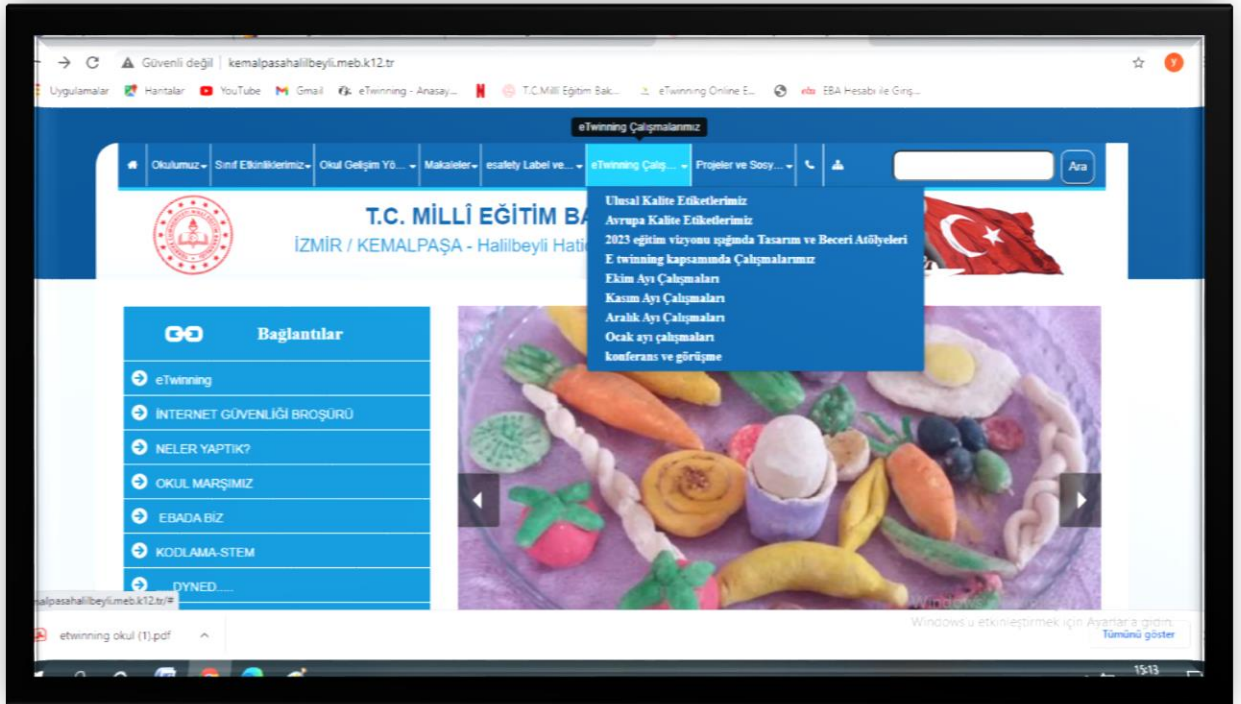 Güvenli değil | kemalpasahalilbeyli.meb.k12.tr
Uygulamalar Haritalar YouTube Gmail eTwinning - Anasay... T.C.Millî Eğitim Bak... eTwinning Online E... EBA Hesabı ile Giriş...
eTwinning Çalışmalarımız
Okulumuz Sınıf Etkinliklerimiz Okul Gelişim Yö... Makaleler esafety Label ve... eTwinning Çalış... Projeler ve Sosy... Ara
T.C. MİLLÎ EĞİTİM BA
İZMİR / KEMALPAŞA - Halilbeyli Hati
Ulusal Kalite Etiketlerimiz
Avrupa Kalite Etiketlerimiz
2023 eğitim vizyonu ışığında Tasarım ve Beceri Atölyeleri
E twinning kapsamında Çalışmalarımız
Ekim Ayı Çalışmaları
Kasım Ayı Çalışmaları
Aralık Ayı Çalışmaları
Ocak ayı çalışmaları
konferans ve görüşme
Bağlantılar
eTwinning
İNTERNET GÜVENLİĞİ BROŞÜRÜ
NELER YAPTIK?
OKUL MARŞIMIZ
EBADA BİZ
KODLAMA-STEM
.....DYNED.....
alpasahalilbeyli.meb.k12.tr/#
Windows'u etkinleştirmek için Ayarlar'a gidin.
etwinning okul (1).pdf
Tümünü göster
15:13